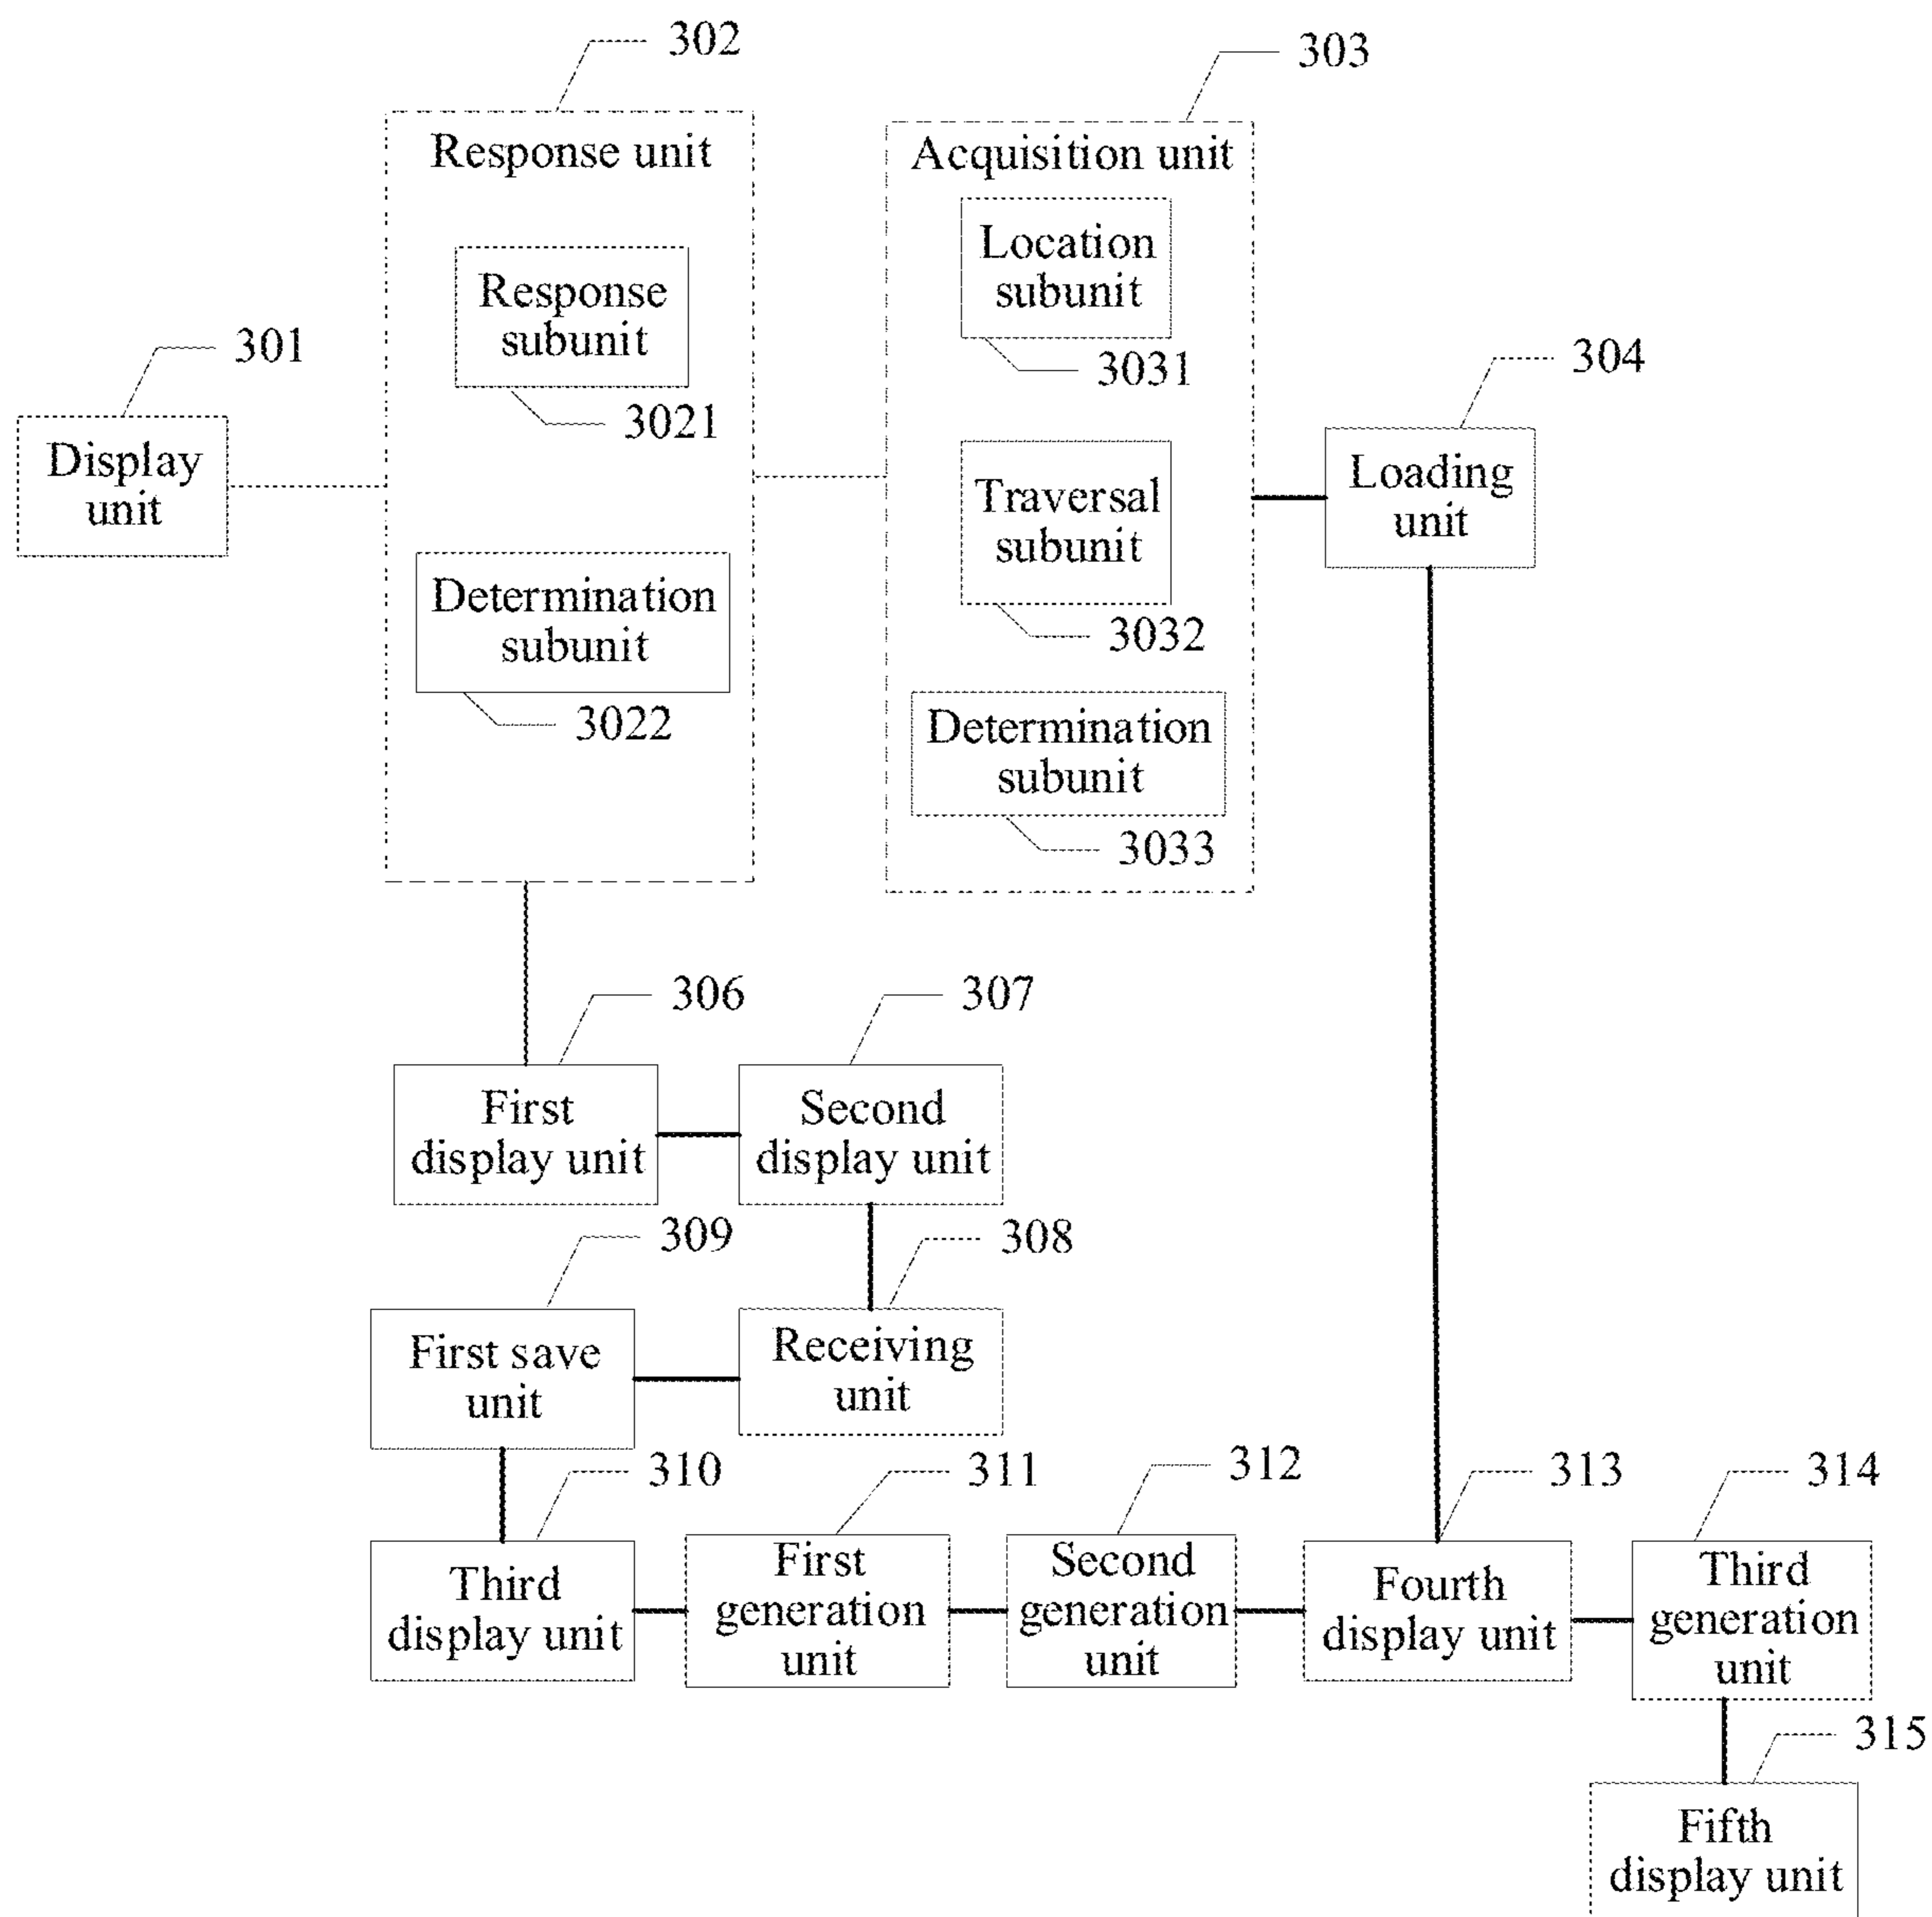 302
303
Response unit
Acquisition unit
Location
subunit
3031
Response
subunit
3021
301
304
Display
unit
Loading
unit
Traversal
subunit
3032
Determination
subunit
3022
Determination
subunit
3033
306
307
First
display unit
Second
display unit
309
308
First save
unit
Receiving
unit
310
311
312
313
314
Third
display unit
First
generation
unit
Second
generation
unit
Fourth
display unit
Third
generation
unit
315
Fifth
display unit